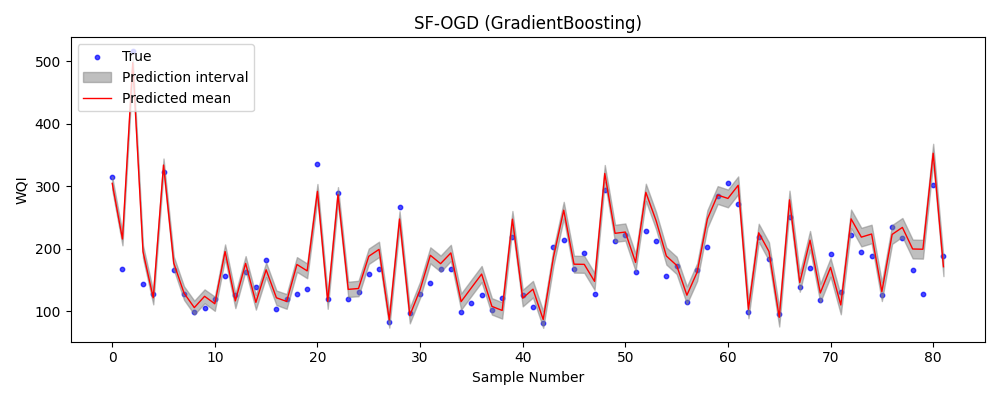 SF-OGD (GradientBoosting)
True
Prediction interval
Predicted mean
WQI
500
400
300
200
100
0 10 20 30 40 50 60 70 80
Sample Number